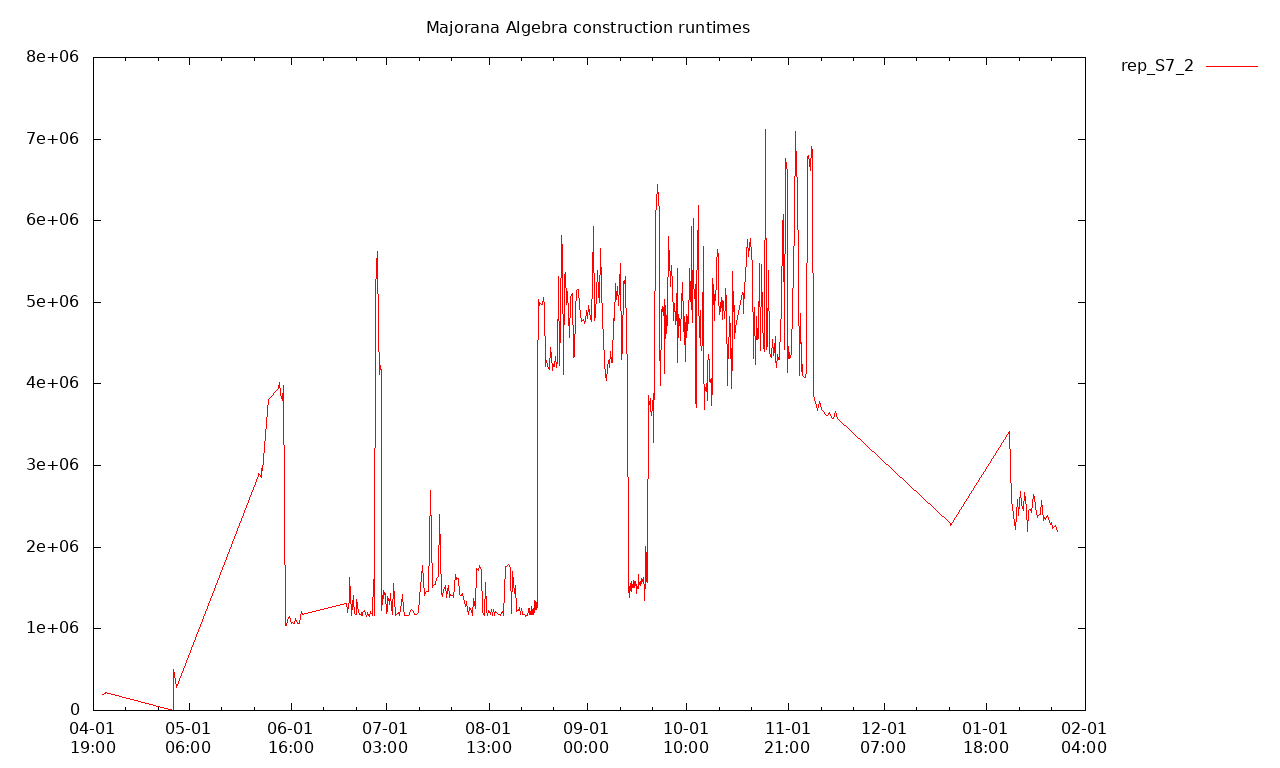 Majorana Algebra construction runtimes
rep_S7_2
8e+06
7e+06
6e+06
5e+06
4e+06
3e+06
2e+06
1e+06
0
04-01 05-01 06-01 07-01 08-01 09-01 10-01 11-01 12-01 01-01 02-01
19:00 06:00 16:00 03:00 13:00 00:00 10:00 21:00 07:00 18:00 04:00